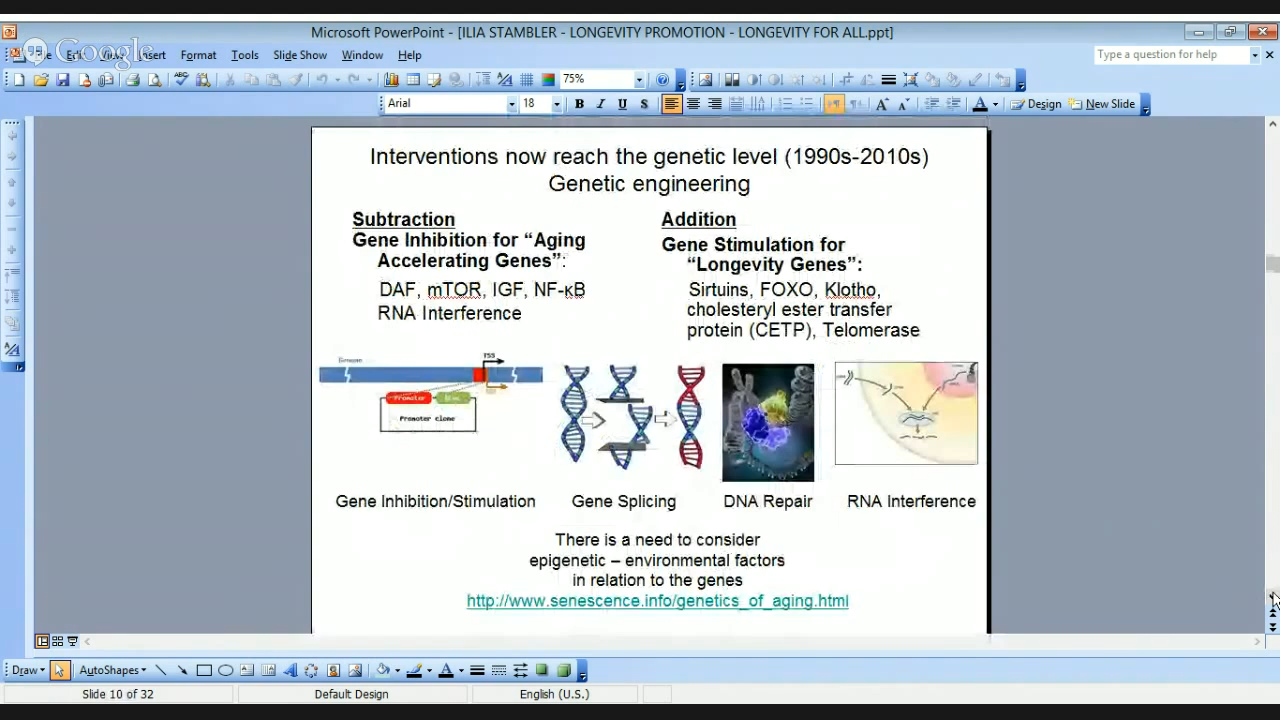 Microsoft PowerPoint - [ILIA STAMBLER - LONGEVITY PROMOTION - LONGEVITY FOR ALL.ppt]
Google
Insert Format Tools Slide Show Window Help
Type a question for help
75%
Arial 18 B I U S Design New Slide
Interventions now reach the genetic level (1990s-2010s)
Genetic engineering
Subtraction
Gene Inhibition for “Aging
Accelerating Genes”:
DAF, mTOR, IGF, NF-κB
RNA Interference
Addition
Gene Stimulation for
“Longevity Genes”:
Sirtuins, FOXO, Klotho,
cholesteryl ester transfer
protein (CETP), Telomerase
TSS
Promoter
Promoter clone
Gene Inhibition/Stimulation
Gene Splicing
DNA Repair
RNA Interference
There is a need to consider
epigenetic – environmental factors
in relation to the genes
http://www.senescence.info/genetics_of_aging.html
Draw AutoShapes
Slide 10 of 32
Default Design
English (U.S.)